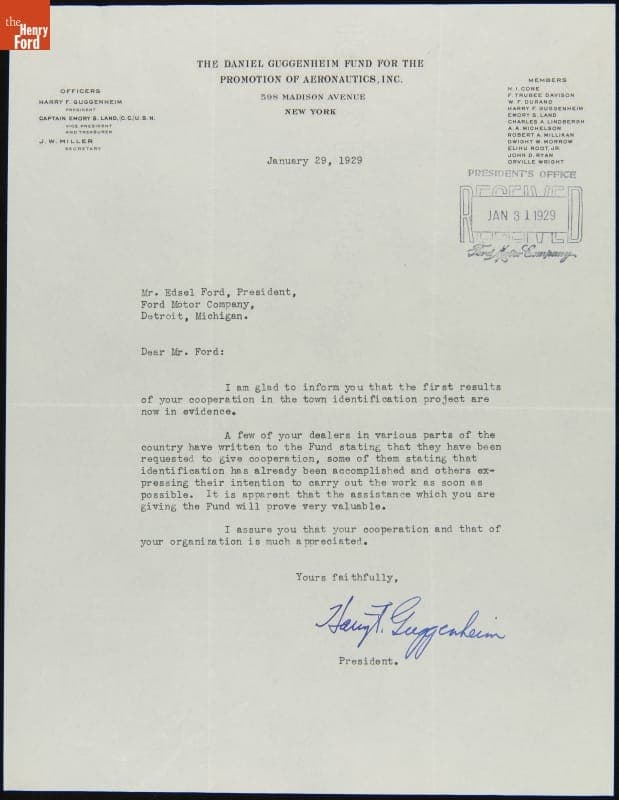 the
Henry
Ford
THE DANIEL GUGGENHEIM FUND FOR THE
PROMOTION OF AERONAUTICS, INC.
598 MADISON AVENUE
NEW YORK
OFFICERS
HARRY F. GUGGENHEIM
PRESIDENT
CAPTAIN EMORY S. LAND, (C.C.) U.S.N.
VICE PRESIDENT
AND TREASURER
J. W. MILLER
SECRETARY
MEMBERS
H. I. CONE
F. TRUBEE DAVISON
W. F. DURAND
HARRY F. GUGGENHEIM
EMORY S. LAND
CHARLES A. LINDBERGH
A. A. MICHELSON
ROBERT A. MILLIKAN
DWIGHT W. MORROW
ELIHU ROOT, JR.
JOHN D. RYAN
ORVILLE WRIGHT
January 29, 1929
PRESIDENT'S OFFICE
RECEIVED
JAN 31 1929
Ford Motor Company
Mr. Edsel Ford, President,
Ford Motor Company,
Detroit, Michigan.
Dear Mr. Ford:
I am glad to inform you that the first results
of your cooperation in the town identification project are
now in evidence.
A few of your dealers in various parts of the
country have written to the Fund stating that they have been
requested to give cooperation, some of them stating that
identification has already been accomplished and others ex-
pressing their intention to carry out the work as soon as
possible. It is apparent that the assistance which you are
giving the Fund will prove very valuable.
I assure you that your cooperation and that of
your organization is much appreciated.
Yours faithfully,
Harry F. Guggenheim
President.